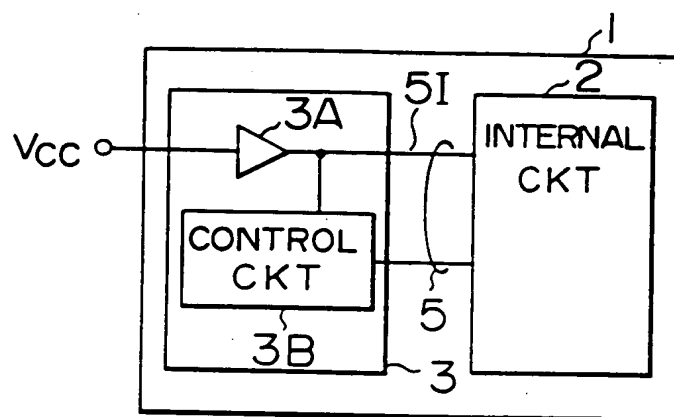 1
2
3A
5I
INTERNAL
CKT
VCC
CONTROL
CKT
5
3B
3